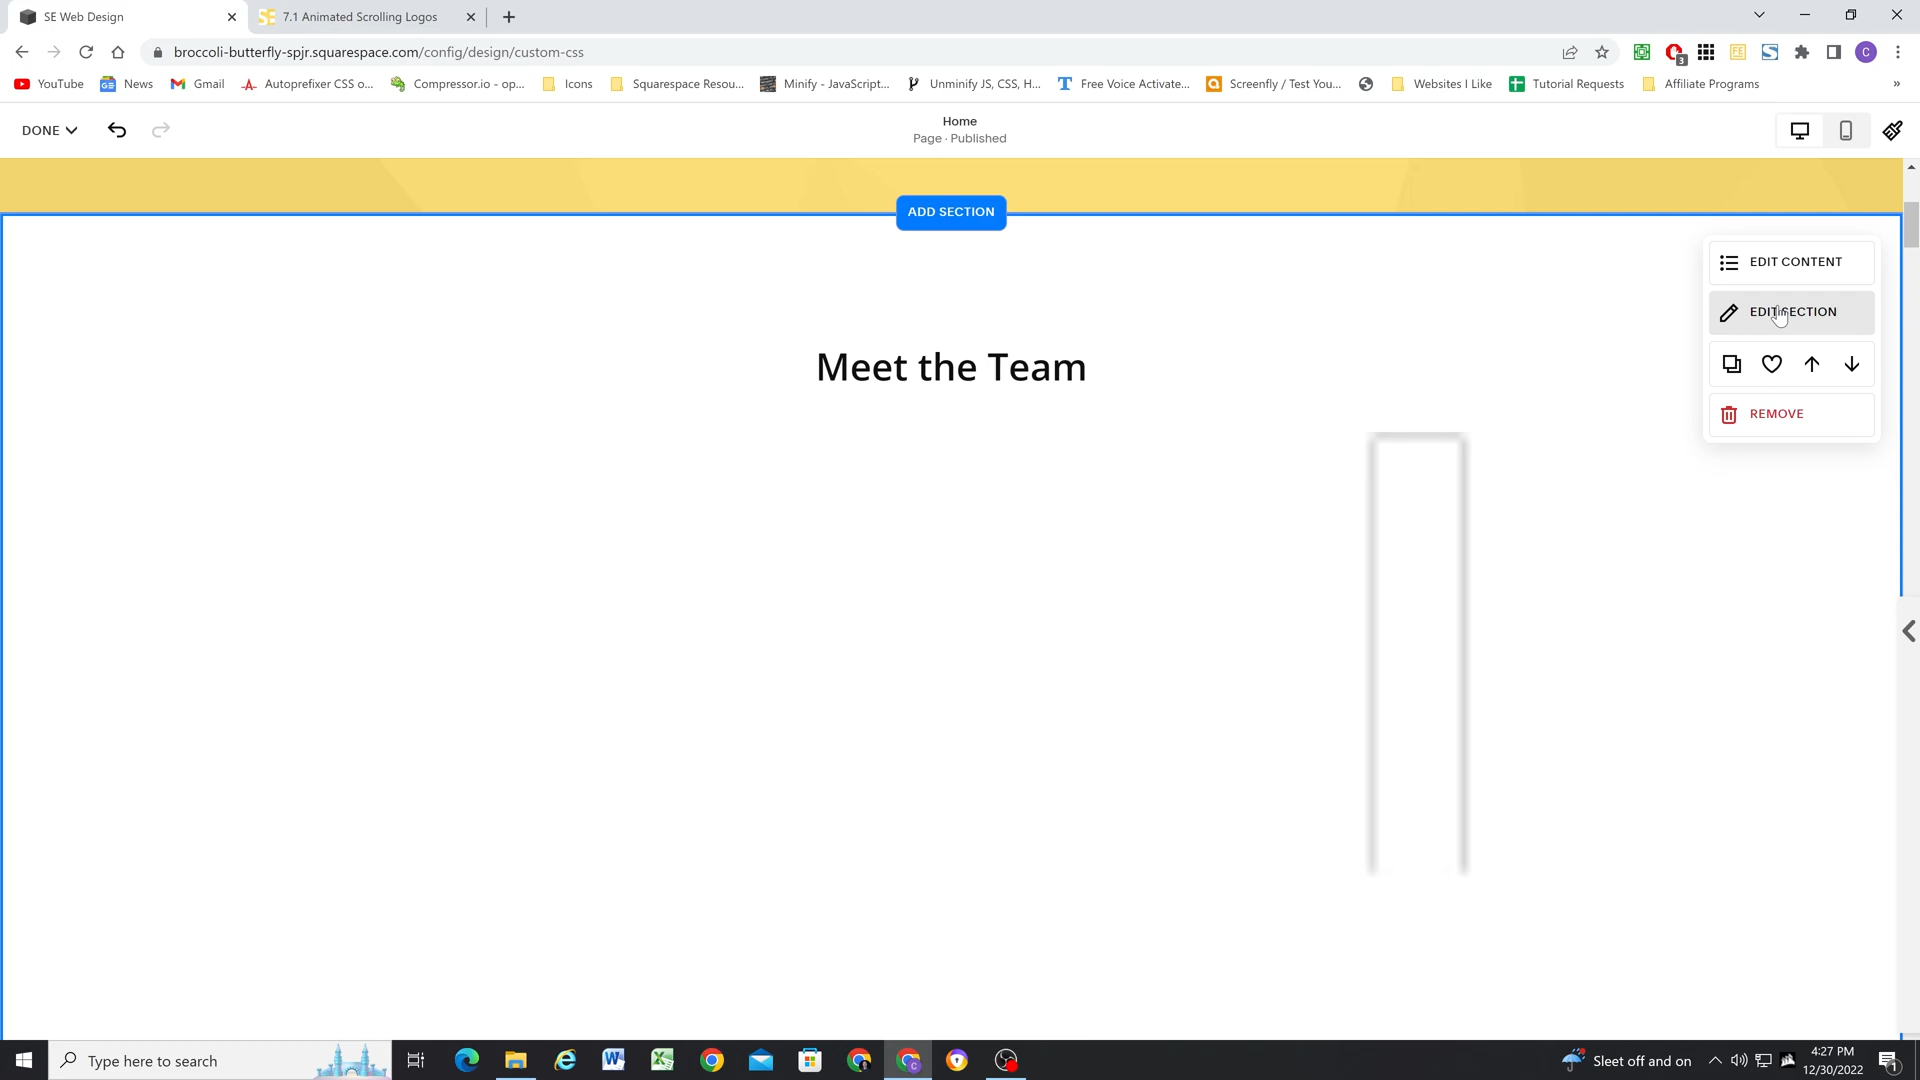 SE Web Design
7.1 Animated Scrolling Logos
broccoli-butterfly-spjr.squarespace.com/config/design/custom-css
3
C
YouTube
News
Gmail
Autoprefixer CSS o...
Compressor.io - op...
Icons
Squarespace Resou...
Minify - JavaScript...
Unminify JS, CSS, H...
Free Voice Activate...
Screenfly / Test You...
Websites I Like
Tutorial Requests
Affiliate Programs
»
DONE
Home
Page · Published
ADD SECTION
EDIT CONTENT
EDIT SECTION
REMOVE
Meet the Team
Type here to search
Sleet off and on
4:27 PM
12/30/2022
1